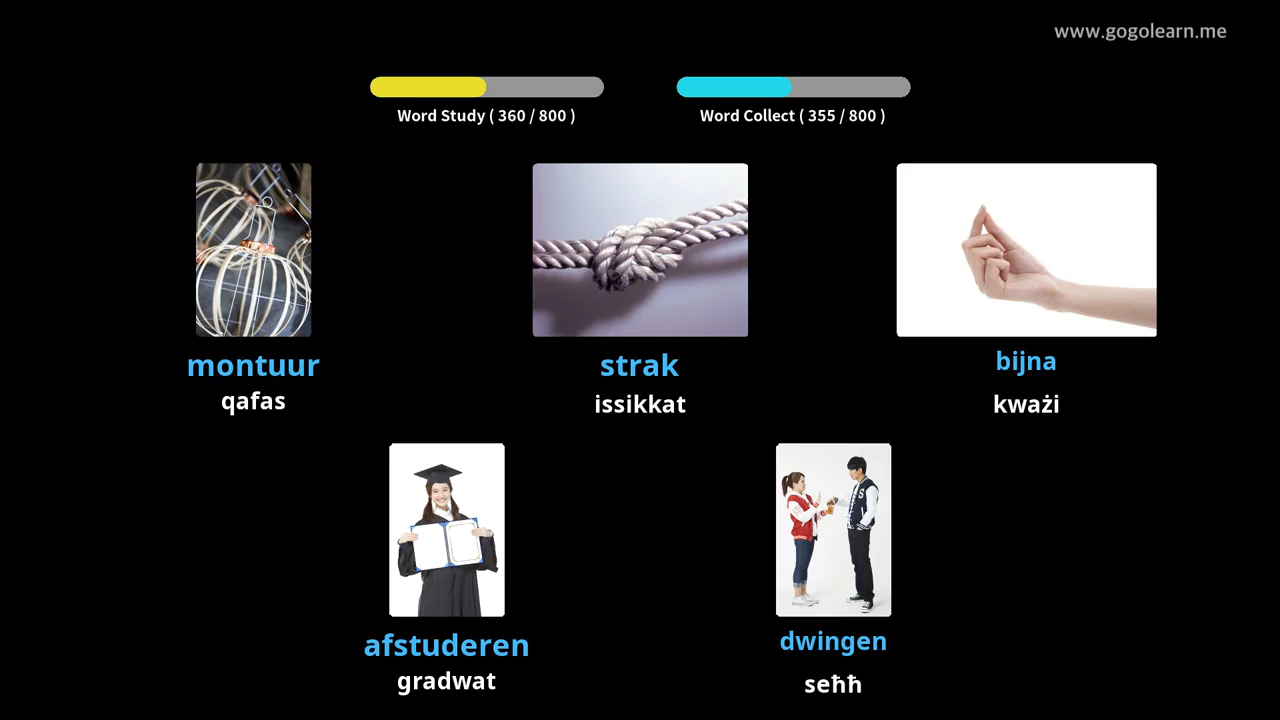 www.gogolearn.me
Word Study ( 360 / 800 )
Word Collect ( 355 / 800 )
montuur
qafas
strak
issikkat
bijna
kważi
afstuderen
gradwat
dwingen
seħħ